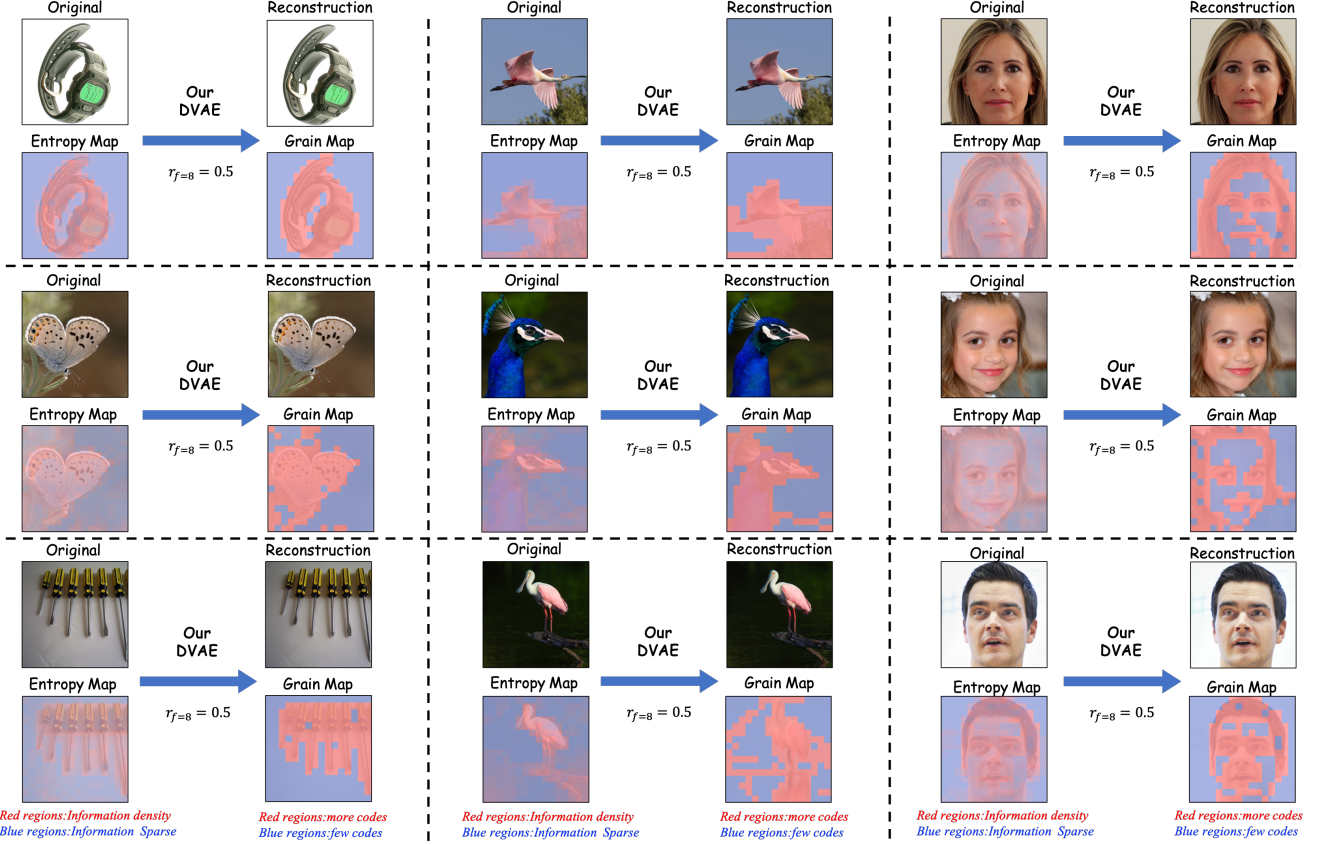 Original Reconstruction Original Reconstruction Original Reconstruction
Our
DVAE
Our
DVAE
Our
DVAE
Entropy Map Grain Map Entropy Map Grain Map Entropy Map Grain Map
r_{f=8} = 0.5 r_{f=8} = 0.5 r_{f=8} = 0.5
Original Reconstruction Original Reconstruction Original Reconstruction
Our
DVAE
Our
DVAE
Our
DVAE
Entropy Map Grain Map Entropy Map Grain Map Entropy Map Grain Map
r_{f=8} = 0.5 r_{f=8} = 0.5 r_{f=8} = 0.5
Original Reconstruction Original Reconstruction Original Reconstruction
Our
DVAE
Our
DVAE
Our
DVAE
Entropy Map Grain Map Entropy Map Grain Map Entropy Map Grain Map
r_{f=8} = 0.5 r_{f=8} = 0.5 r_{f=8} = 0.5
Red regions:Information density Red regions:more codes Red regions:Information density Red regions:more codes Red regions:Information density Red regions:more codes
Blue regions:Information Sparse Blue regions:few codes Blue regions:Information Sparse Blue regions:few codes Blue regions:Information Sparse Blue regions:few codes